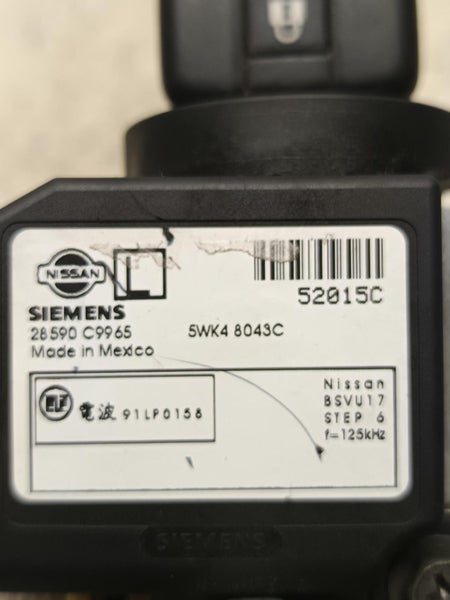 NISSAN
L
52015C
SIEMENS
28590 C9965 5WK4 8043C
Made in Mexico
電波 91LP0158
Nissan
BSVU17
STEP 6
f=125kHz
SIEMENS